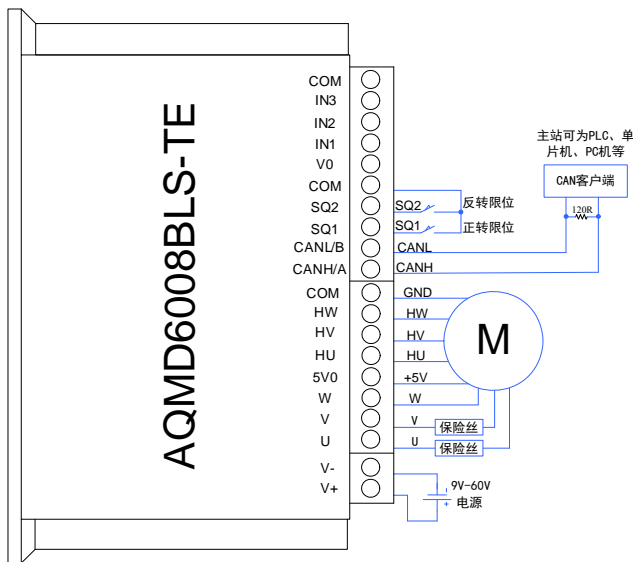 AQMD6008BLS-TE
COM
IN3
IN2
IN1
V0
COM
SQ2
SQ1
CANL/B
CANH/A
COM
HW
HV
HU
5V0
W
V
U
V-
V+
SQ2
反转限位
SQ1
正转限位
CANL
CANH
主站可为PLC、单
片机、PC机等
CAN客户端
120R
GND
HW
HV
HU
+5V
W
V
保险丝
U
保险丝
M
-
9V-60V
+
电源